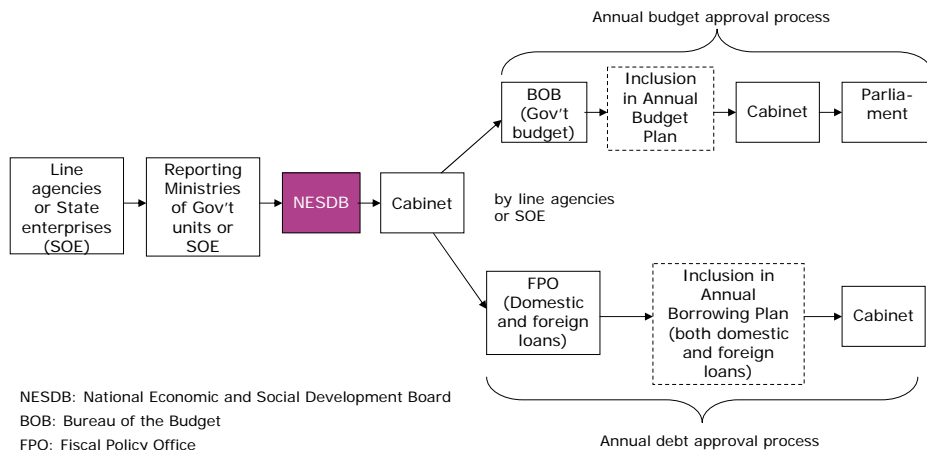 Annual budget approval process
BOB
(Gov't
budget)
Inclusion
in Annual
Budget
Plan
Cabinet
Parlia-
ment
Line
agencies
or State
enterprises
(SOE)
Reporting
Ministries
of Gov't
units or
SOE
NESDB
Cabinet
by line agencies
or SOE
FPO
(Domestic
and foreign
loans)
Inclusion in
Annual
Borrowing Plan
(both domestic
and foreign
loans)
Cabinet
NESDB: National Economic and Social Development Board
BOB: Bureau of the Budget
FPO: Fiscal Policy Office
Annual debt approval process